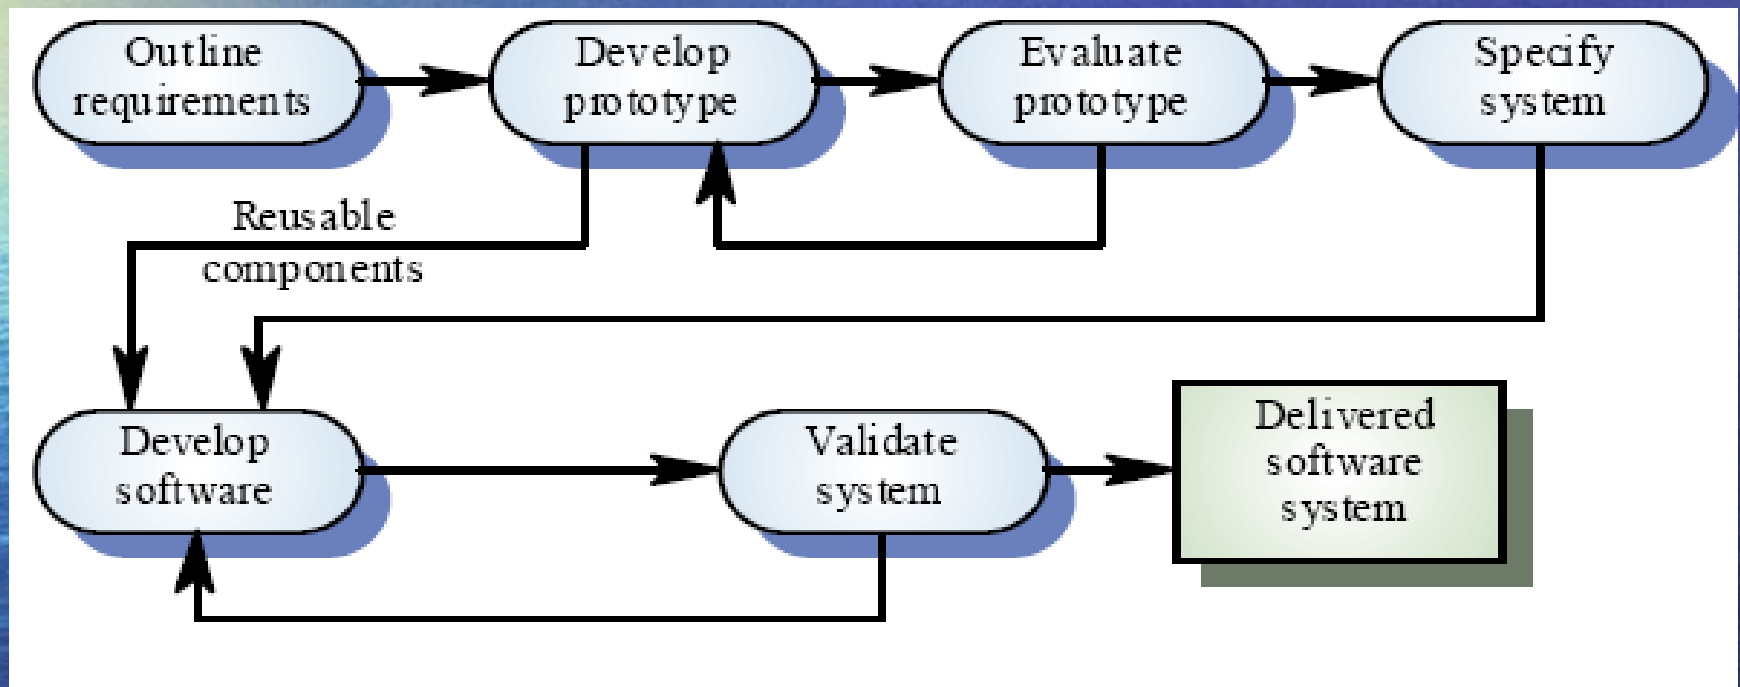 Outline
requirements
Develop
prototype
Evaluate
prototype
Specify
system
Reusable
components
Develop
software
Validate
system
Delivered
software
system